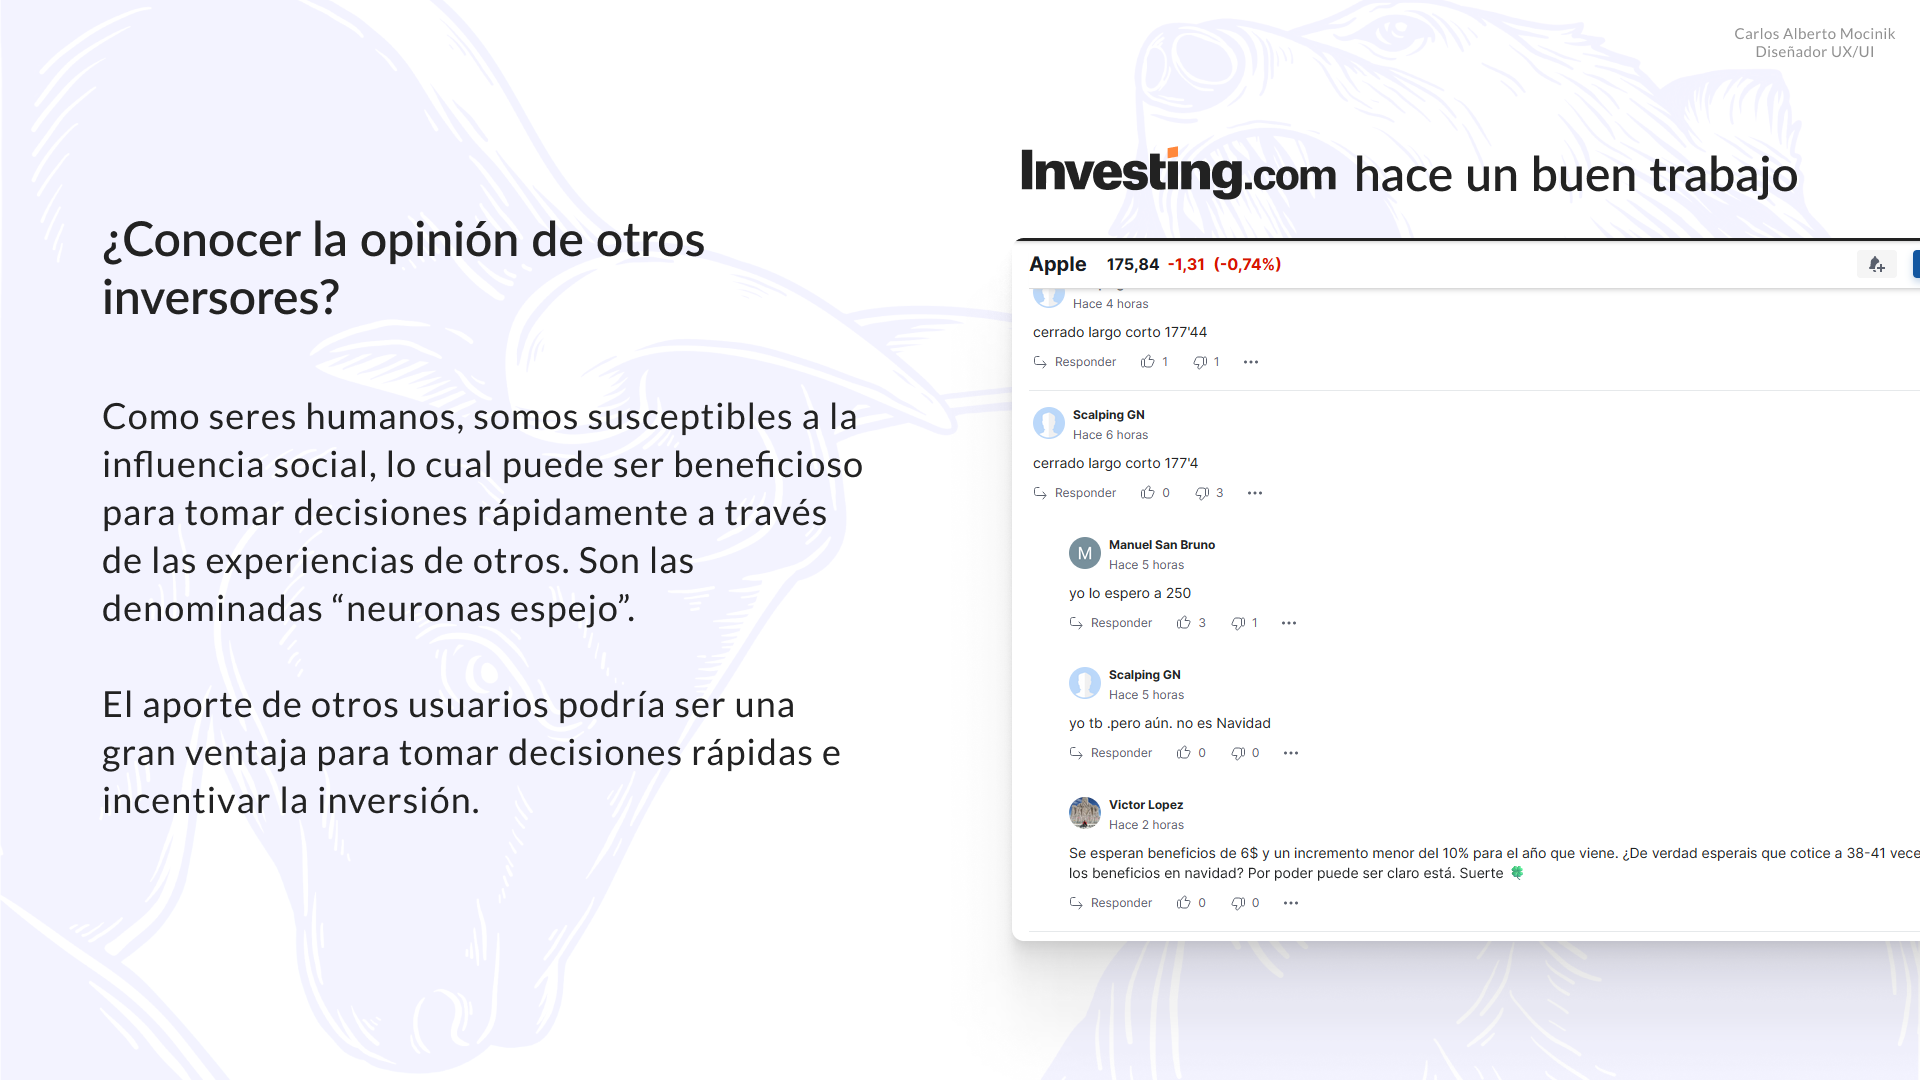 Carlos Alberto Mocinik
Diseñador UX/UI
¿Conocer la opinión de otros
inversores?
Como seres humanos, somos susceptibles a la
influencia social, lo cual puede ser beneficioso
para tomar decisiones rápidamente a través
de las experiencias de otros. Son las
denominadas “neuronas espejo”.
El aporte de otros usuarios podría ser una
gran ventaja para tomar decisiones rápidas e
incentivar la inversión.
Investing.com hace un buen trabajo
Apple 175,84 -1,31 (-0,74%)
Hace 4 horas
cerrado largo corto 177'44
Responder 1 1
Scalping GN
Hace 6 horas
cerrado largo corto 177'4
Responder 0 3
M Manuel San Bruno
Hace 5 horas
yo lo espero a 250
Responder 3 1
Scalping GN
Hace 5 horas
yo tb .pero aún. no es Navidad
Responder 0 0
Victor Lopez
Hace 2 horas
Se esperan beneficios de 6$ y un incremento menor del 10% para el año que viene. ¿De verdad esperais que cotice a 38-41 vece
los beneficios en navidad? Por poder puede ser claro está. Suerte 🍀
Responder 0 0